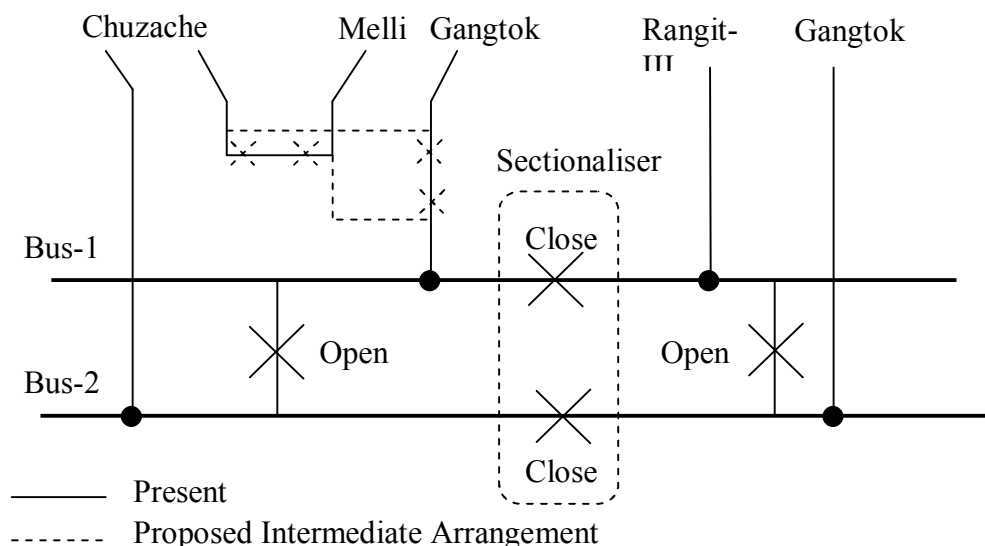 Chuzache
Melli
Gangtok
Rangit-
III
Gangtok
Sectionaliser
Close
Bus-1
Open
Open
Bus-2
Close
Present
Proposed Intermediate Arrangement